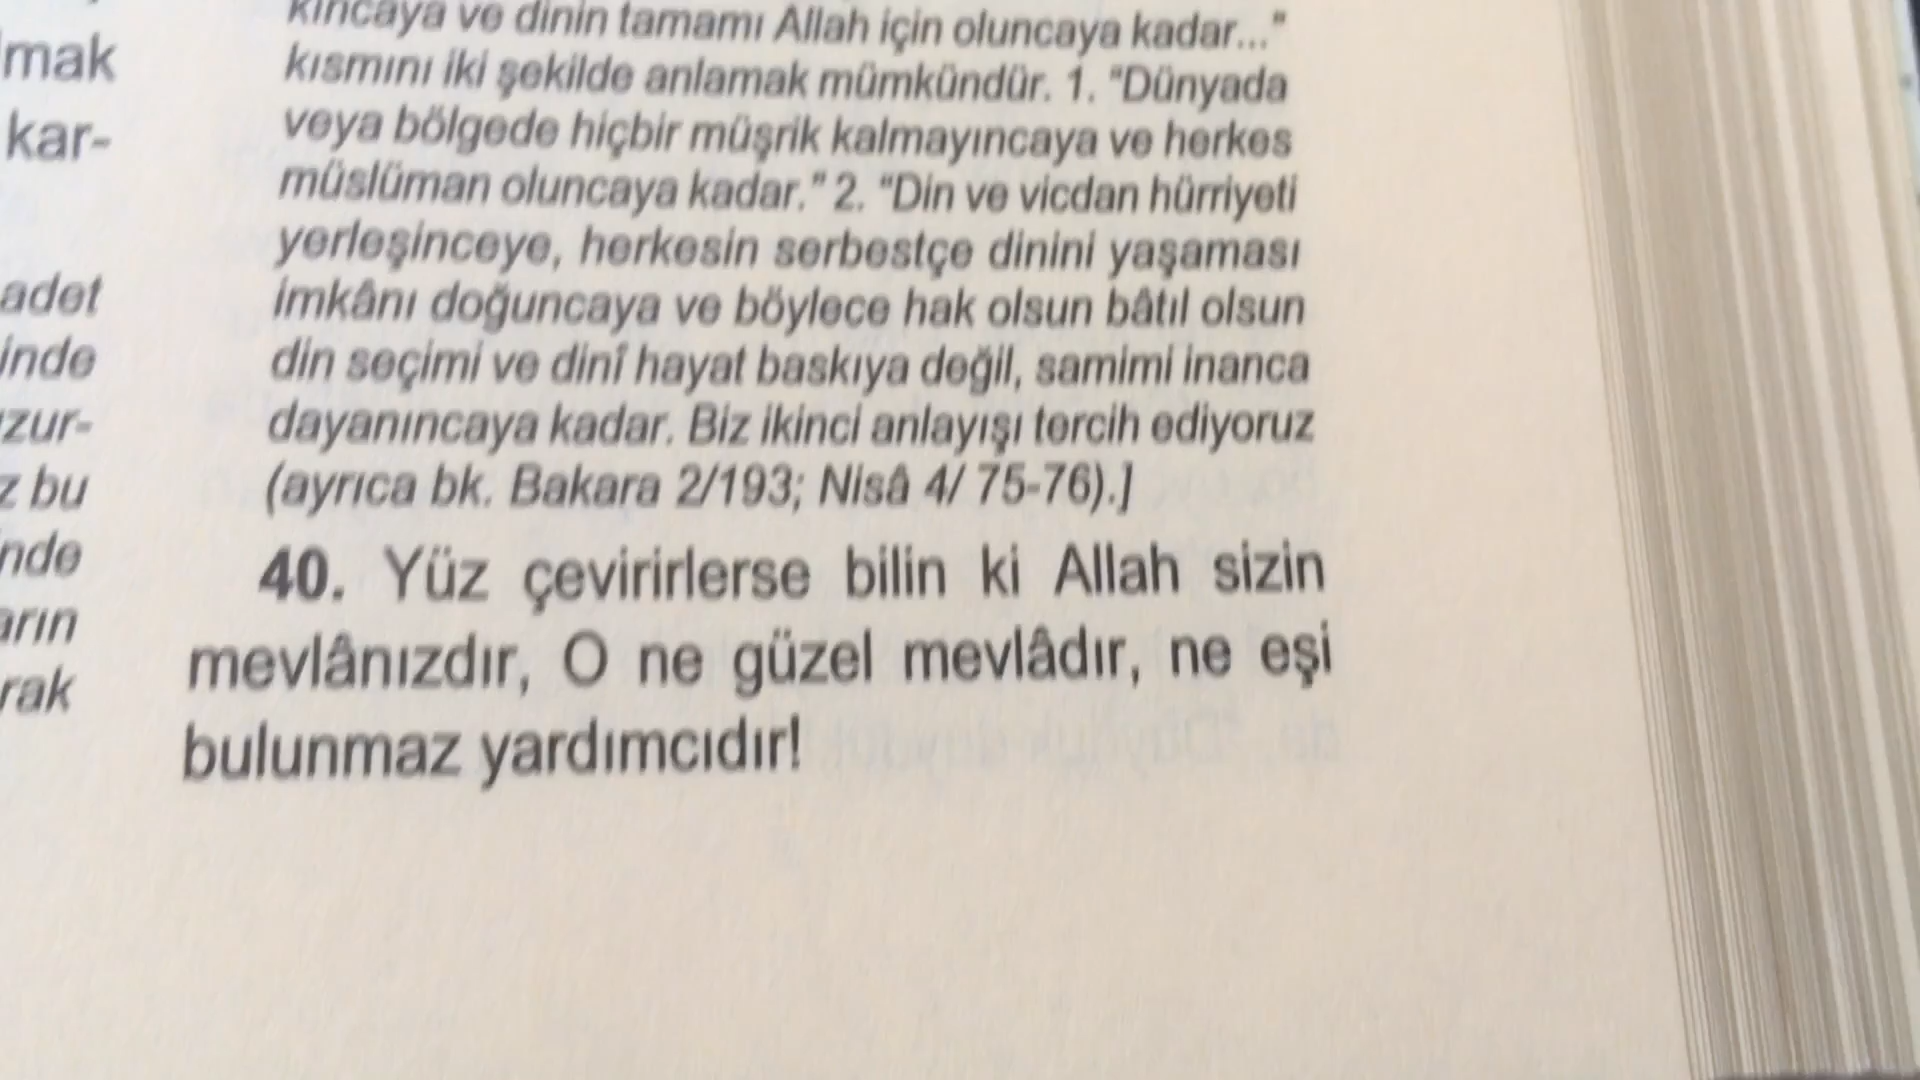 lmak
kar-
adet
inde
zur-
z bu
nde
arın
rak
kıncaya ve dinin tamamı Allah için oluncaya kadar..."
kısmını iki şekilde anlamak mümkündür. 1. "Dünyada
veya bölgede hiçbir müşrik kalmayıncaya ve herkes
müslüman oluncaya kadar." 2. "Din ve vicdan hürriyeti
yerleşinceye, herkesin serbestçe dinini yaşaması
imkânı doğuncaya ve böylece hak olsun bâtıl olsun
din seçimi ve dinî hayat baskıya değil, samimi inanca
dayanıncaya kadar. Biz ikinci anlayışı tercih ediyoruz
(ayrıca bk. Bakara 2/193; Nisâ 4/ 75-76).]
40. Yüz çevirirlerse bilin ki Allah sizin
mevlânızdır, O ne güzel mevlâdır, ne eşi
bulunmaz yardımcıdır!